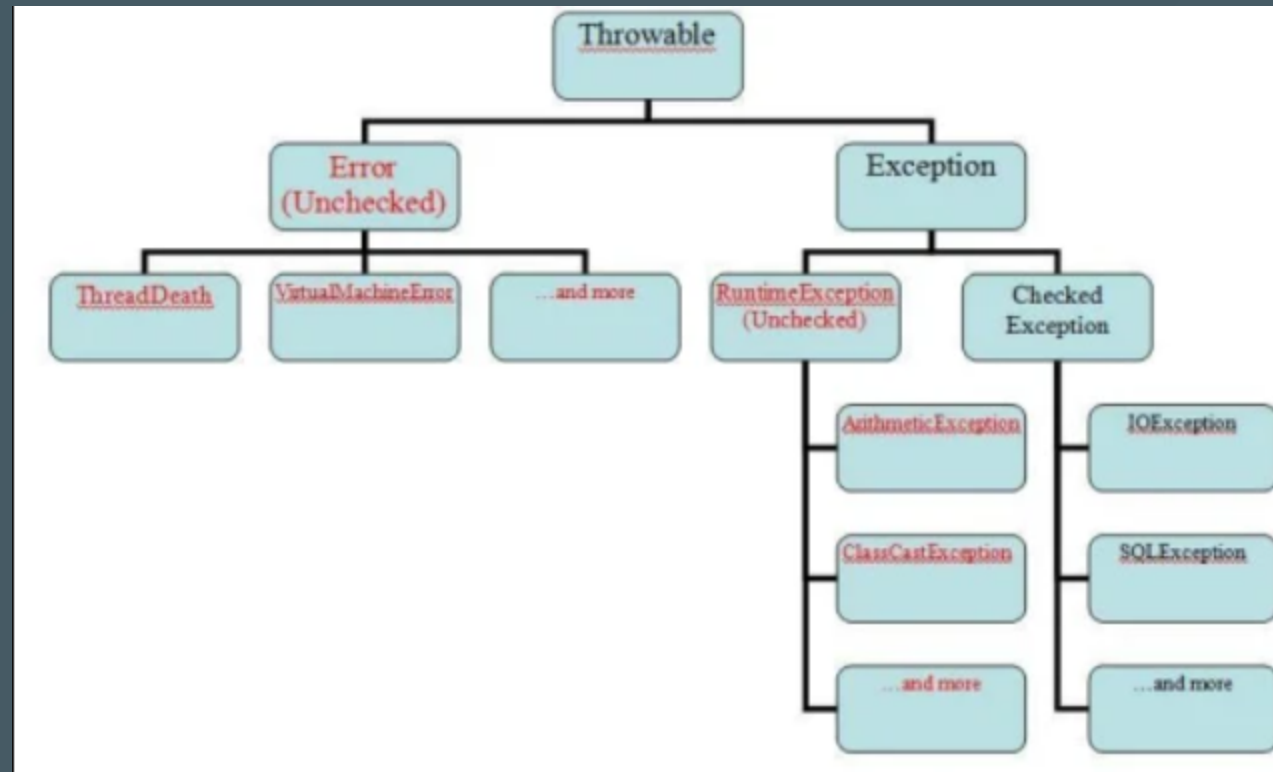 Throwable
Error
(Unchecked)
Exception
ThreadDeath
VirtualMachineError
...and more
RuntimeException
(Unchecked)
Checked
Exception
ArithmeticException
IOException
ClassCastException
SQLException
...and more
...and more